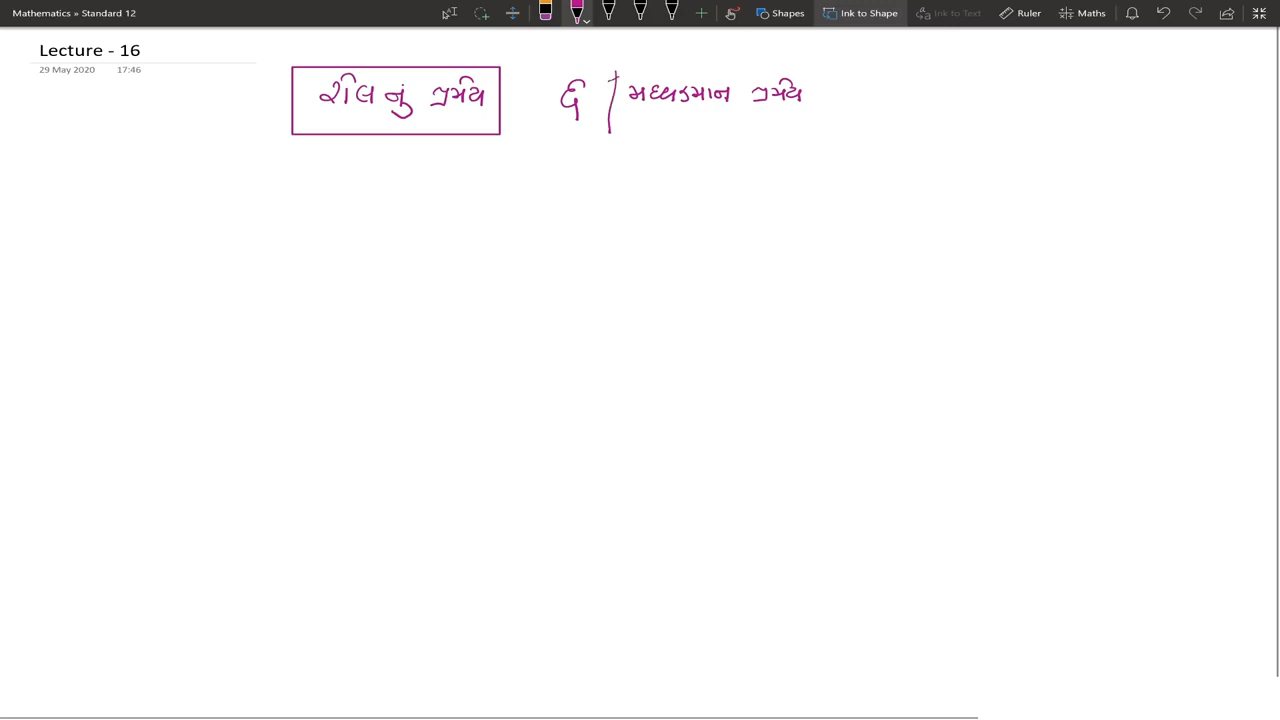 Mathematics » Standard 12
Shapes Ink to Shape Ink to Text Ruler Maths
Lecture - 16
29 May 2020 17:46
રોલ નું પ્રમેય મધ્યકમાન પ્રમેય